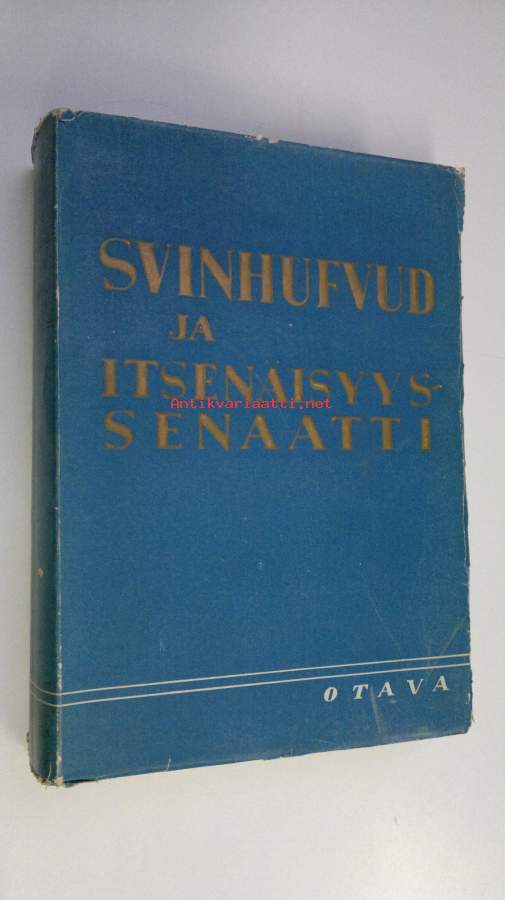 SVINHUFVUD
JA
ITSENÄISYYS-
Antikvariaatti.net
SENAATTI
OTAVA